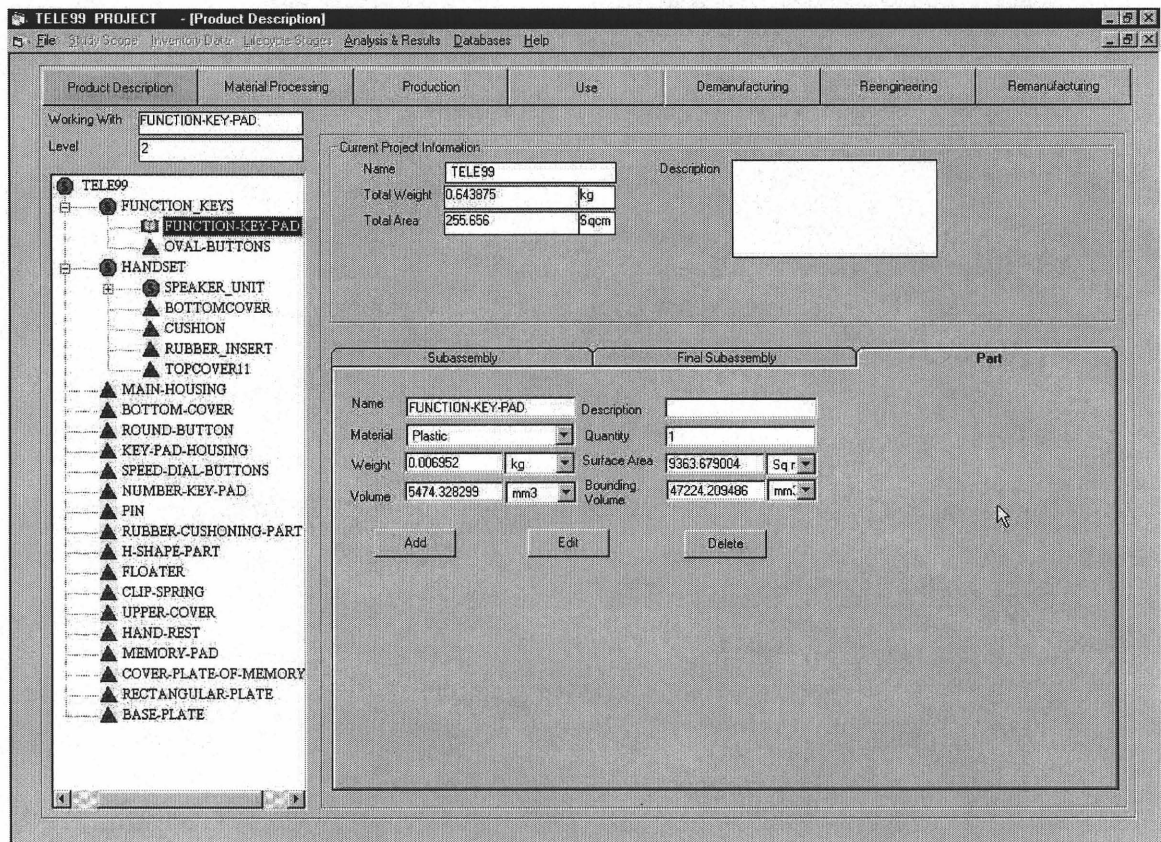 TELE99 PROJECT - [Product Description]
File Study Scope Inventory Data Lifecycle Stages Analysis & Results Databases Help
Product Description Material Processing Production Use Demanufacturing Reengineering Remanufacturing
Working With FUNCTION-KEY-PAD
Level 2
TELE99
FUNCTION_KEYS
FUNCTION-KEY-PAD
OVAL-BUTTONS
HANDSET
SPEAKER_UNIT
BOTTOMCOVER
CUSHION
RUBBER_INSERT
TOPCOVER11
MAIN-HOUSING
BOTTOM-COVER
ROUND-BUTTON
KEY-PAD-HOUSING
SPEED-DIAL-BUTTONS
NUMBER-KEY-PAD
PIN
RUBBER-CUSHONING-PART
H-SHAPE-PART
FLOATER
CLIP-SPRING
UPPER-COVER
HAND-REST
MEMORY-PAD
COVER-PLATE-OF-MEMORY
RECTANGULAR-PLATE
BASE-PLATE
Current Project Information
Name TELE99 Description
Total Weight 0.643875 kg
Total Area 255.656 Sqcm
Subassembly Final Subassembly Part
Name FUNCTION-KEY-PAD Description
Material Plastic Quantity 1
Weight 0.006952 kg Surface Area 9363.679004 Sq r
Volume 5474.328299 mm3 Bounding Volume 47224.209486 mm:
Add Edit Delete